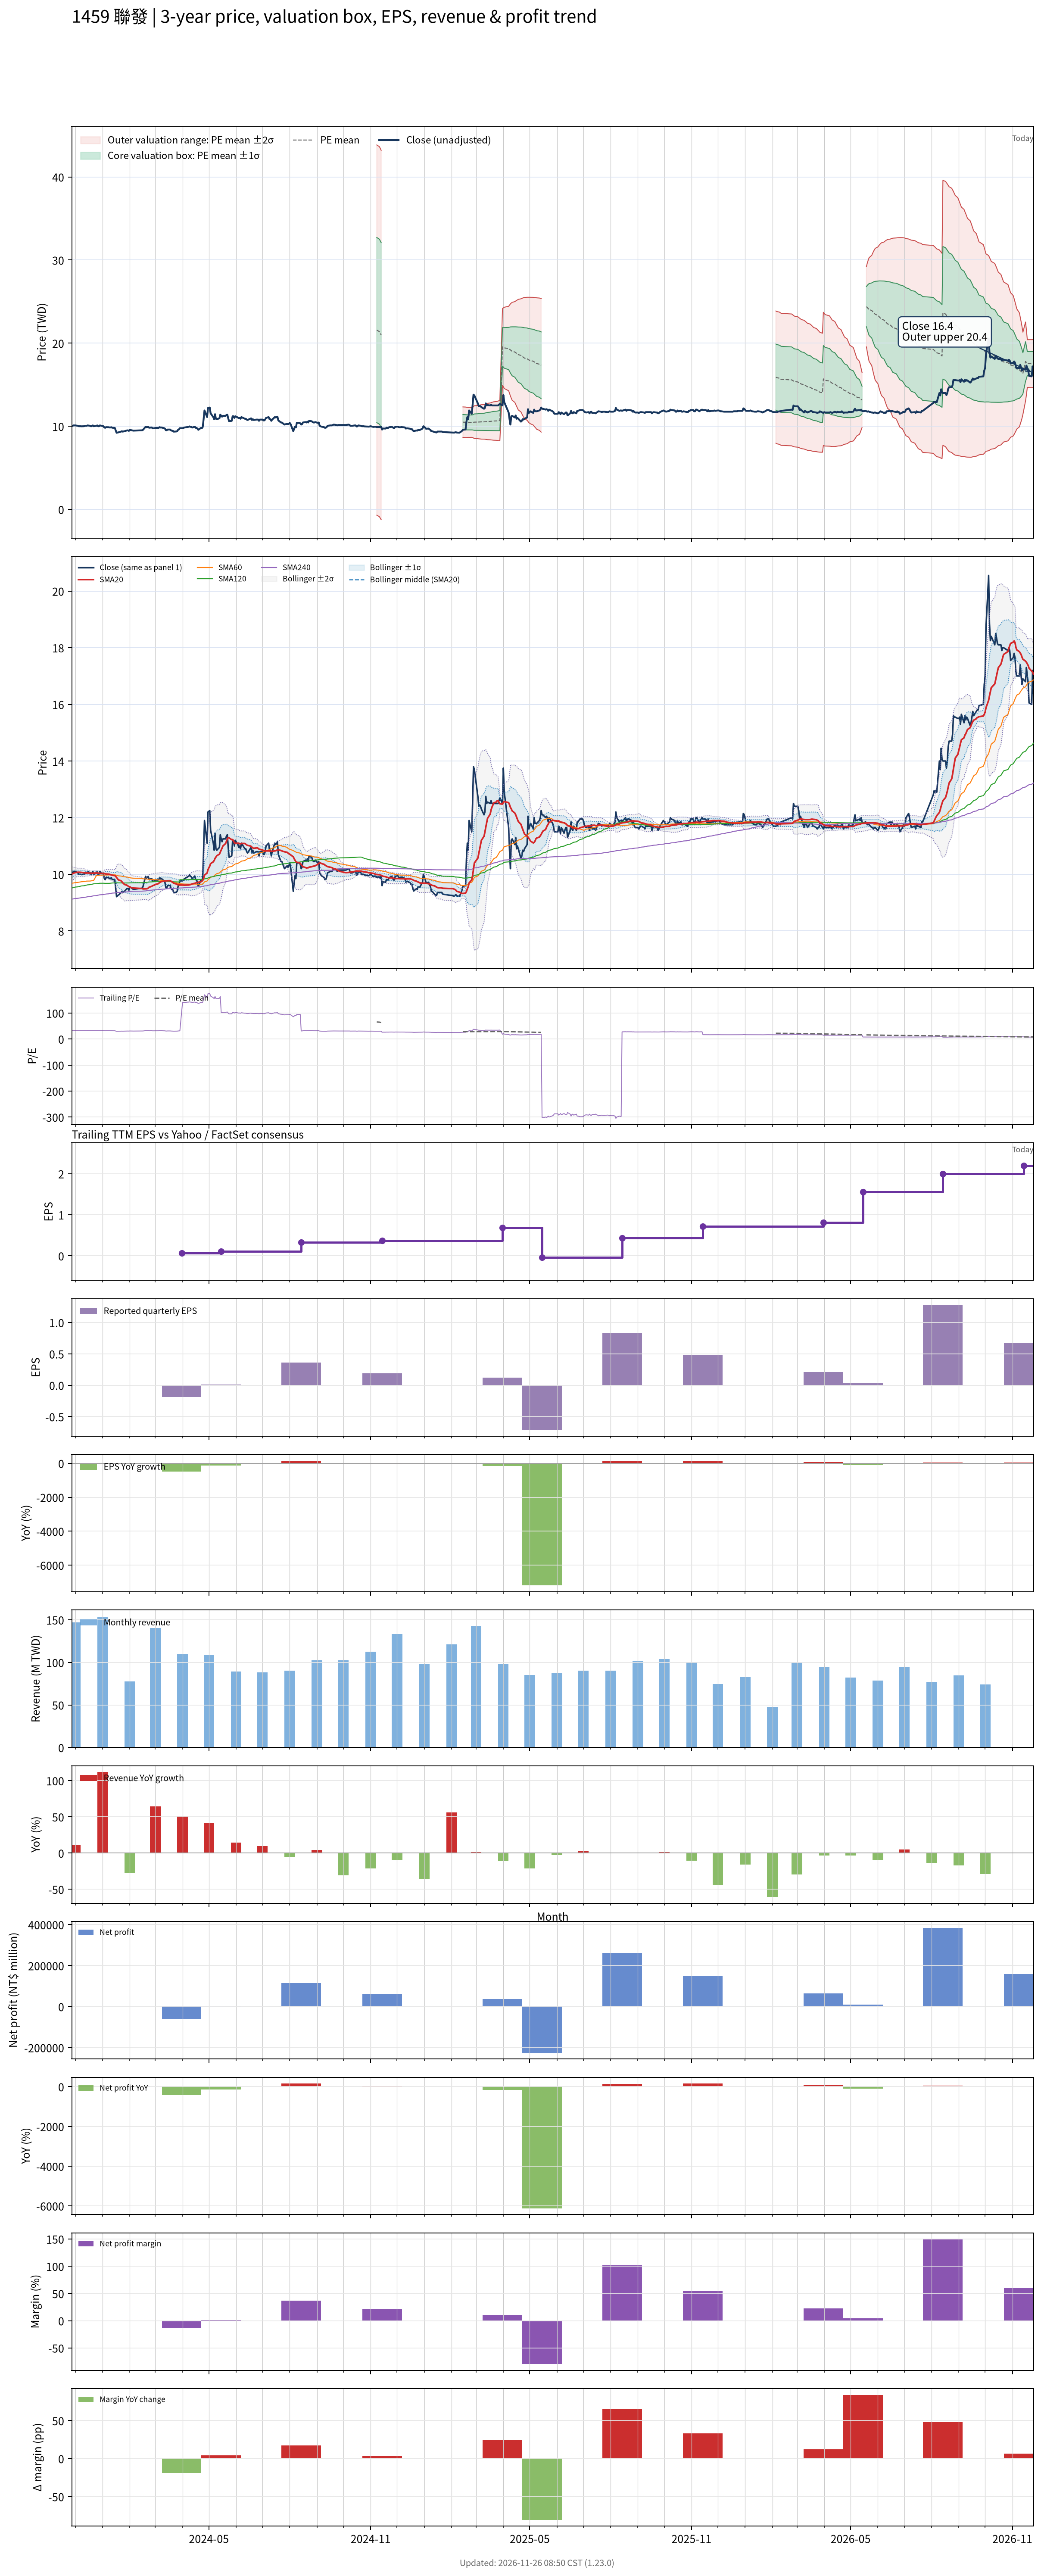 1459 聯發 | 3-year price, valuation box, EPS, revenue & profit trend
Outer valuation range: PE mean ±2σ
PE mean
Close (unadjusted)
Core valuation box: PE mean ±1σ
Today
Close 16.4
Outer upper 20.4
Price (TWD)
40
30
20
10
0
Close (same as panel 1)
SMA60
SMA240
Bollinger ±1σ
SMA20
SMA120
Bollinger ±2σ
Bollinger middle (SMA20)
Price
20
18
16
14
12
10
8
Trailing P/E
P/E mean
P/E
100
0
-100
-200
-300
Trailing TTM EPS vs Yahoo / FactSet consensus
Today
EPS
2
1
0
Reported quarterly EPS
EPS
1.0
0.5
0.0
-0.5
EPS YoY growth
YoY (%)
0
-2000
-4000
-6000
Monthly revenue
Revenue (M TWD)
150
100
50
0
Revenue YoY growth
YoY (%)
100
50
0
-50
Month
Net profit
Net profit (NT$ million)
400000
200000
0
-200000
Net profit YoY
YoY (%)
0
-2000
-4000
-6000
Net profit margin
Margin (%)
150
100
50
0
-50
Margin YoY change
Δ margin (pp)
50
0
-50
2024-05
2024-11
2025-05
2025-11
2026-05
2026-11
Updated: 2026-11-26 08:50 CST (1.23.0)